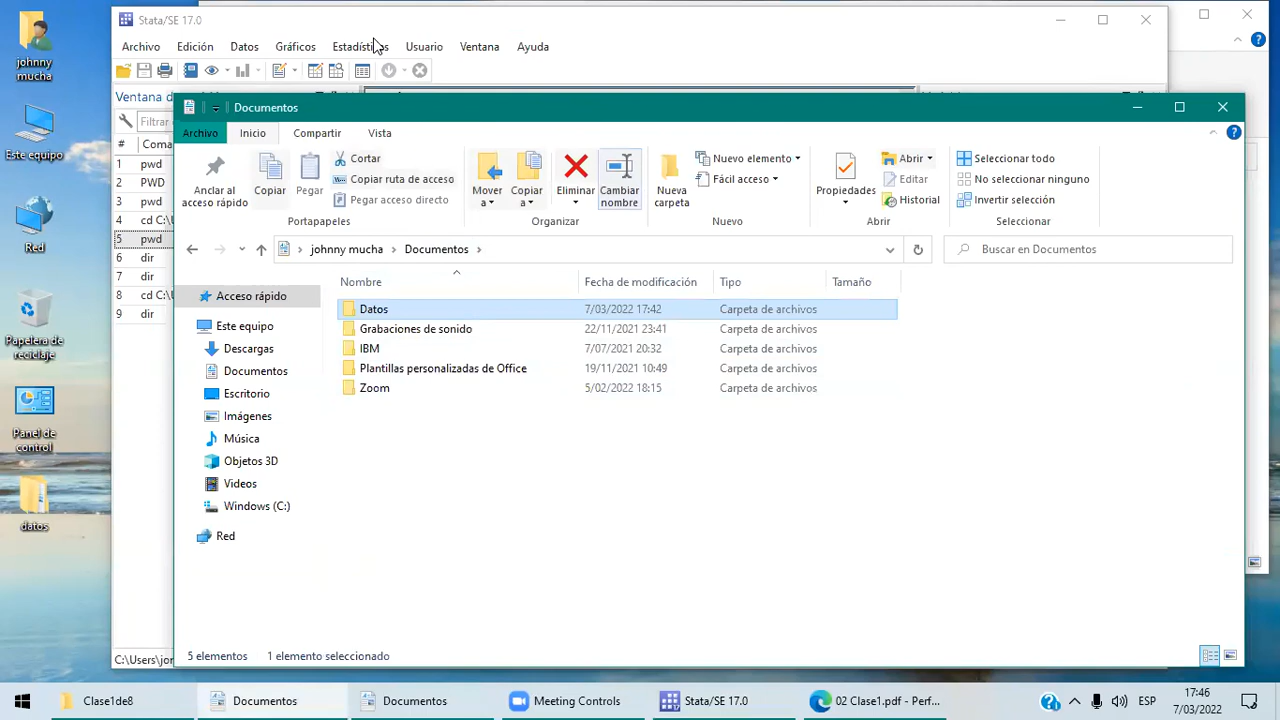 johnny mucha
Este equipo
Red
Papelera de reciclaje
Panel de control
datos
Stata/SE 17.0
Archivo Edición Datos Gráficos Estadísticas Usuario Ventana Ayuda
Ventana de
Filtrar
# Coma
1 pwd
2 PWD
3 pwd
4 cd C:\U
5 pwd
6 dir
7 dir
8 cd C:\U
9 dir
C:\Users\jo
Documentos
Archivo Inicio Compartir Vista
Anclar al acceso rápido
Copiar
Pegar
Cortar
Copiar ruta de acceso
Pegar acceso directo
Portapapeles
Mover a
Copiar a
Eliminar
Cambiar nombre
Organizar
Nueva carpeta
Nuevo elemento
Fácil acceso
Nuevo
Propiedades
Abrir
Editar
Historial
Abrir
Seleccionar todo
No seleccionar ninguno
Invertir selección
Seleccionar
johnny mucha > Documentos >
Buscar en Documentos
Nombre Fecha de modificación Tipo Tamaño
Datos 7/03/2022 17:42 Carpeta de archivos
Grabaciones de sonido 22/11/2021 23:41 Carpeta de archivos
IBM 7/07/2021 20:32 Carpeta de archivos
Plantillas personalizadas de Office 19/11/2021 10:49 Carpeta de archivos
Zoom 5/02/2022 18:15 Carpeta de archivos
Acceso rápido
Este equipo
Descargas
Documentos
Escritorio
Imágenes
Música
Objetos 3D
Videos
Windows (C:)
Red
5 elementos 1 elemento seleccionado
Clase1de8 Documentos Documentos Meeting Controls Stata/SE 17.0 02 Clase1.pdf - Perf...
ESP
17:46
7/03/2022